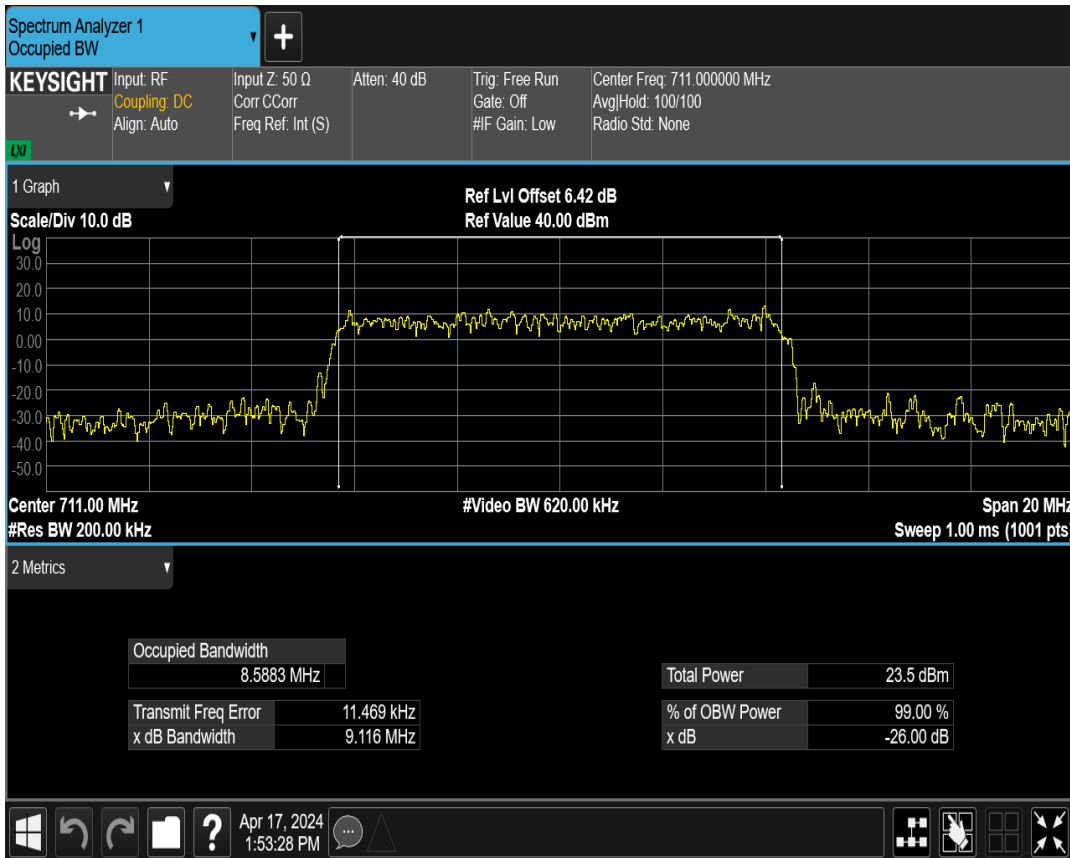 Spectrum Analyzer 1
Occupied BW
KEYSIGHT
LXI
Input: RF
Coupling: DC
Align: Auto
Input Z: 50 Ω
Corr CCorr
Freq Ref: Int (S)
Atten: 40 dB
Trig: Free Run
Gate: Off
#IF Gain: Low
Center Freq: 711.000000 MHz
Avg|Hold: 100/100
Radio Std: None
1 Graph
Scale/Div 10.0 dB
Ref Lvl Offset 6.42 dB
Ref Value 40.00 dBm
Log
30.0
20.0
10.0
0.00
-10.0
-20.0
-30.0
-40.0
-50.0
Center 711.00 MHz
#Res BW 200.00 kHz
#Video BW 620.00 kHz
Span 20 MHz
Sweep 1.00 ms (1001 pts)
2 Metrics
Occupied Bandwidth
8.5883 MHz
Transmit Freq Error 11.469 kHz
x dB Bandwidth 9.116 MHz
Total Power 23.5 dBm
% of OBW Power 99.00 %
x dB -26.00 dB
Apr 17, 2024
1:53:28 PM